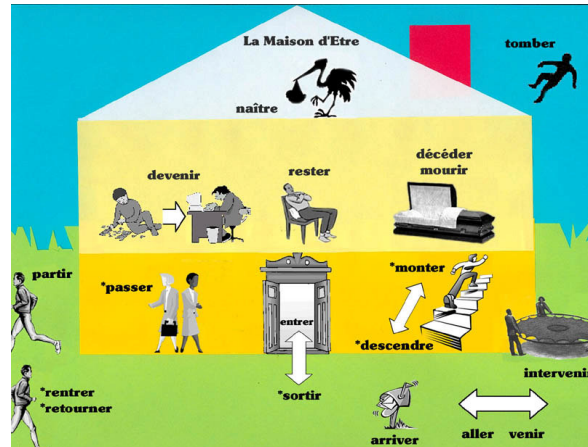 La Maison d'Etre
tomber
naître
devenir
rester
décéder
mourir
partir
*passer
entrer
*monter
*descendre
*rentrer
*retourner
*sortir
intervenir
arriver
aller venir